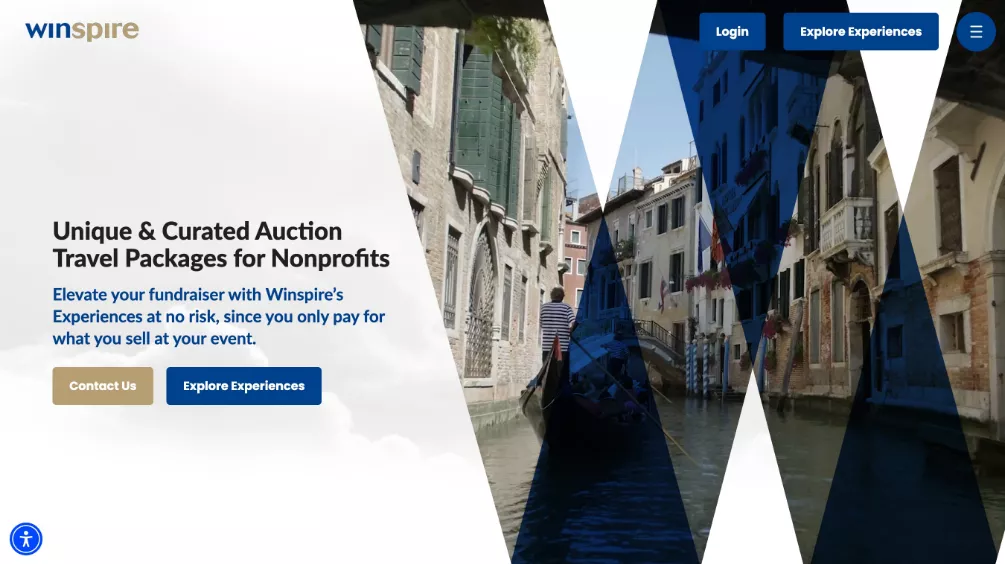 winspire
Login
Explore Experiences
Unique & Curated Auction
Travel Packages for Nonprofits
Elevate your fundraiser with Winspire's
Experiences at no risk, since you only pay for
what you sell at your event.
Contact Us
Explore Experiences